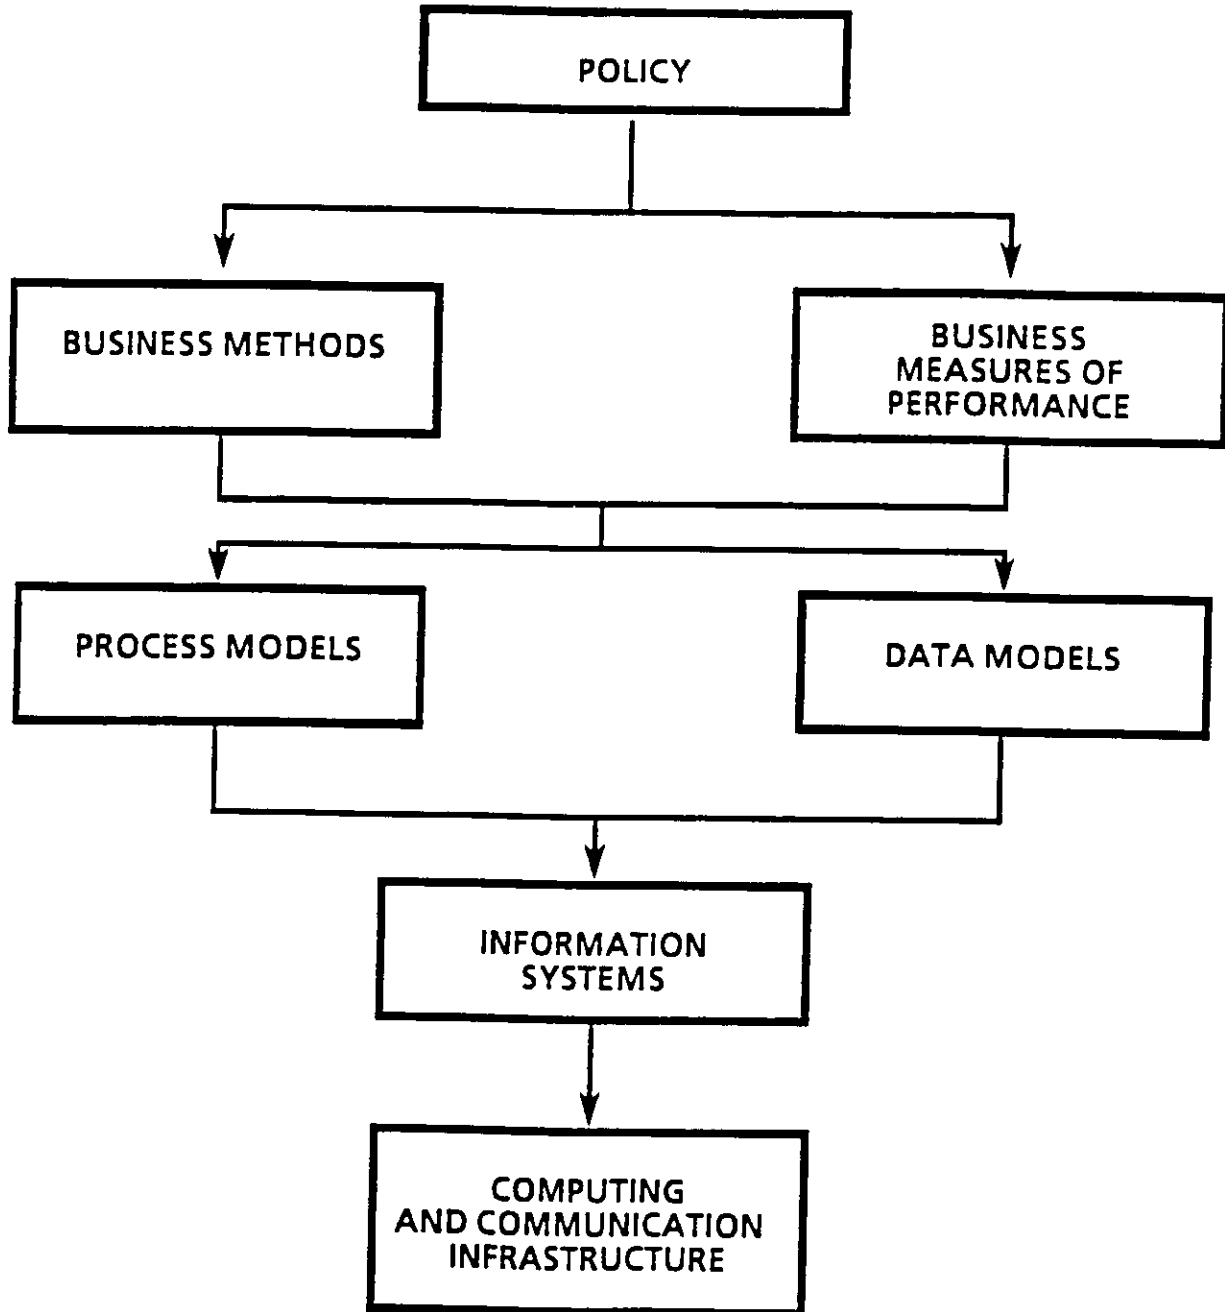 POLICY
BUSINESS METHODS
BUSINESS
MEASURES OF
PERFORMANCE
PROCESS MODELS
DATA MODELS
INFORMATION
SYSTEMS
COMPUTING
AND COMMUNICATION
INFRASTRUCTURE